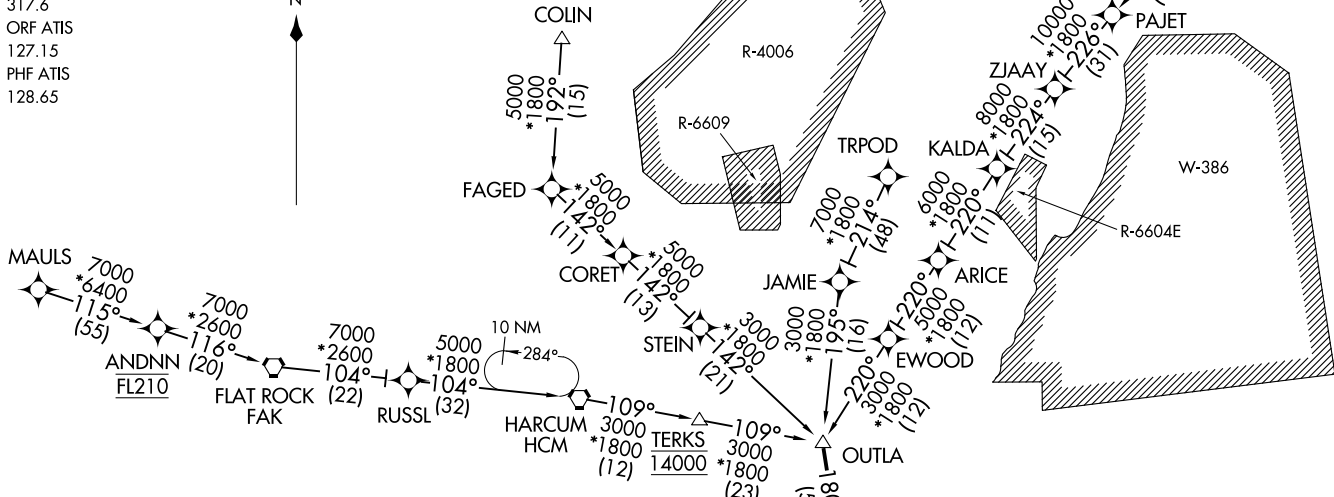 317.6
ORF ATIS
127.15
PHF ATIS
128.65
COLIN
5000
*1800
192°
(15)
R-4006
R-6609
PAJET
10000
*1800
226°
(31)
ZJAAY
8000
*1800
224°
(15)
KALDA
W-386
R-6604E
TRPOD
7000
*1800
214°
(48)
6000
*1800
220°
(11)
FAGED
5000
*1800
142°
(11)
CORET
5000
*1800
142°
(13)
STEIN
3000
*1800
142°
(21)
JAMIE
3000
*1800
195°
(16)
ARICE
220°
5000
*1800
(12)
EWOOD
220°
3000
*1800
(12)
MAULS
7000
*6400
115°
(55)
ANDNN
FL210
7000
*2600
116°
(20)
FLAT ROCK
FAK
7000
*2600
104°
(22)
RUSSL
5000
*1800
104°
(32)
10 NM
284°
HARCUM
HCM
109°
3000
*1800
(12)
TERKS
14000
109°
3000
*1800
(23)
OUTLA